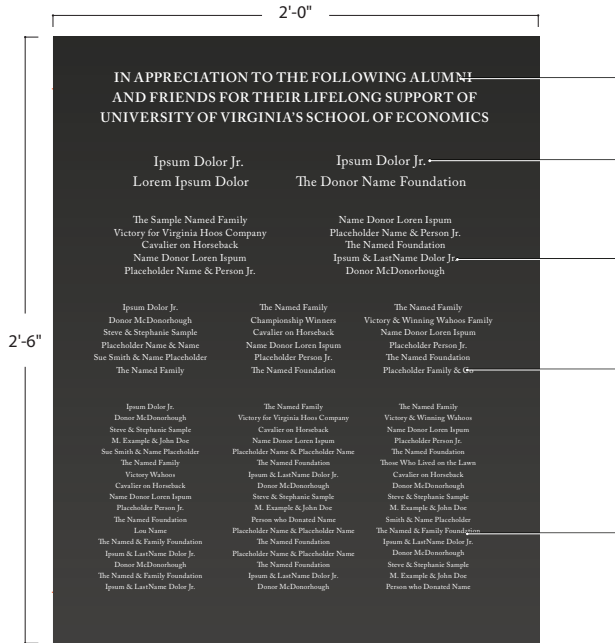 2'-0"
2'-6"
IN APPRECIATION TO THE FOLLOWING ALUMNI
AND FRIENDS FOR THEIR LIFELONG SUPPORT OF
UNIVERSITY OF VIRGINIA'S SCHOOL OF ECONOMICS
Ipsum Dolor Jr.
Lorem Ipsum Dolor
Ipsum Dolor Jr.
The Donor Name Foundation
The Sample Named Family
Victory for Virginia Hoos Company
Cavalier on Horseback
Name Donor Loren Ispum
Placeholder Name & Person Jr.
Name Donor Loren Ispum
Placeholder Person Jr.
The Named Foundation
Ipsum & LastName Dolor Jr.
Donor McDonorhough
Ipsum Dolor Jr.
Donor McDonorhough
Steve & Stephanie Sample
Placeholder Name & Name
Sue Smith & Name Placeholder
The Named Family
The Named Family
Championship Winners
Cavalier on Horseback
Name Donor Loren Ispum
Placeholder Person Jr.
The Named Foundation
The Named Family
Victory & Winning Wahoos Family
Name Donor Loren Ispum
Placeholder Person Jr.
The Named Foundation
Placeholder Family & Co
Ipsum Dolor Jr.
Donor McDonorhough
Steve & Stephanie Sample
M. Example & John Doe
Sue Smith & Name Placeholder
The Named Family
Victory Wahoos
Cavalier on Horseback
Name Donor Loren Ispum
Placeholder Person Jr.
The Named Foundation
Lou Name
The Named & Family Foundation
Ipsum & LastName Dolor Jr.
Donor McDonorhough
The Named & Family Foundation
Ipsum & LastName Dolor Jr.
The Named Family
Victory for Virginia Hoos Company
Cavalier on Horseback
Name Donor Loren Ispum
Placeholder Name & Placeholder Name
The Named Foundation
Ipsum & LastName Dolor Jr.
Donor McDonorhough
Steve & Stephanie Sample
M. Example & John Doe
Person who Donated Name
Placeholder Name & Placeholder Name
The Named Foundation
Placeholder Name & Placeholder Name
The Named Foundation
Ipsum & LastName Dolor Jr.
Donor McDonorhough
The Named Family
Victory & Winning Wahoos
Name Donor Loren Ispum
Placeholder Person Jr.
The Named Foundation
Those Who Lived on the Lawn
Cavalier on Horseback
Donor McDonorhough
Steve & Stephanie Sample
M. Example & John Doe
Smith & Name Placeholder
The Named & Family Foundation
Ipsum & LastName Dolor Jr.
Donor McDonorhough
Steve & Stephanie Sample
M. Example & John Doe
Person who Donated Name